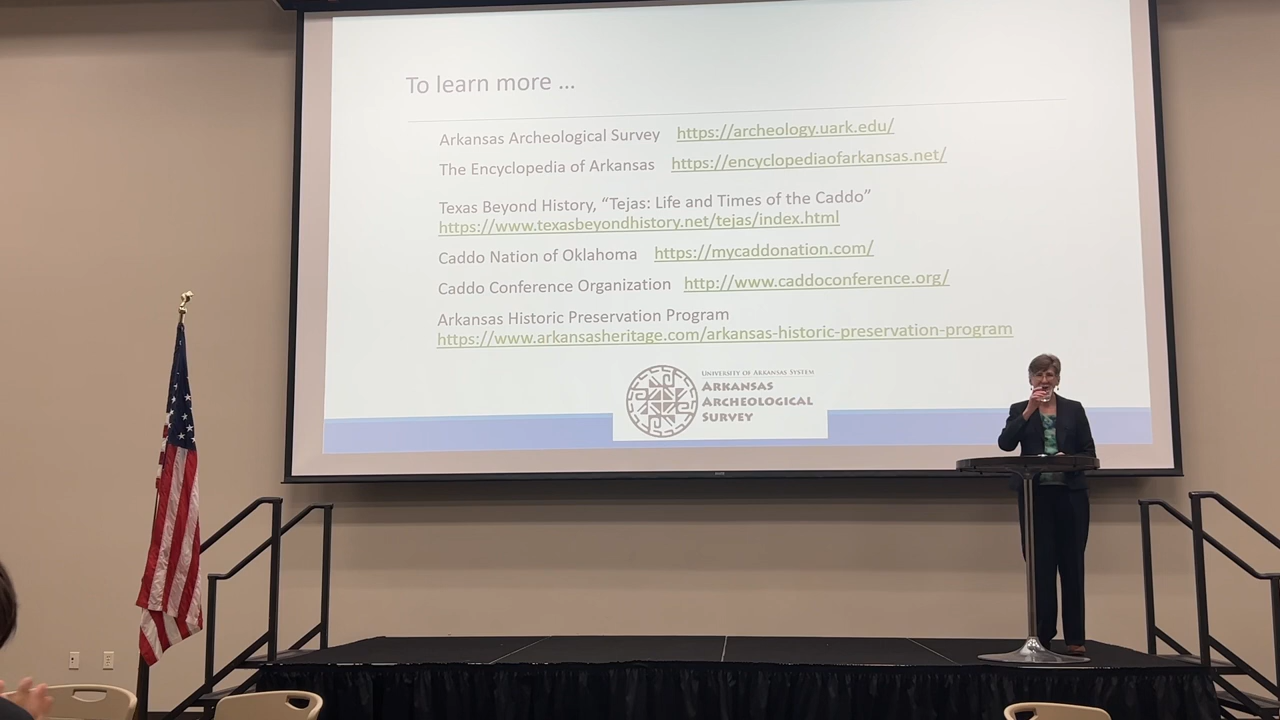 To learn more ...
Arkansas Archeological Survey https://archeology.uark.edu/
The Encyclopedia of Arkansas https://encyclopediaofarkansas.net/
Texas Beyond History, “Tejas: Life and Times of the Caddo”
https://www.texasbeyondhistory.net/tejas/index.html
Caddo Nation of Oklahoma https://mycaddonation.com/
Caddo Conference Organization http://www.caddoconference.org/
Arkansas Historic Preservation Program
https://www.arkansasheritage.com/arkansas-historic-preservation-program
University of Arkansas System
Arkansas
Archeological
Survey